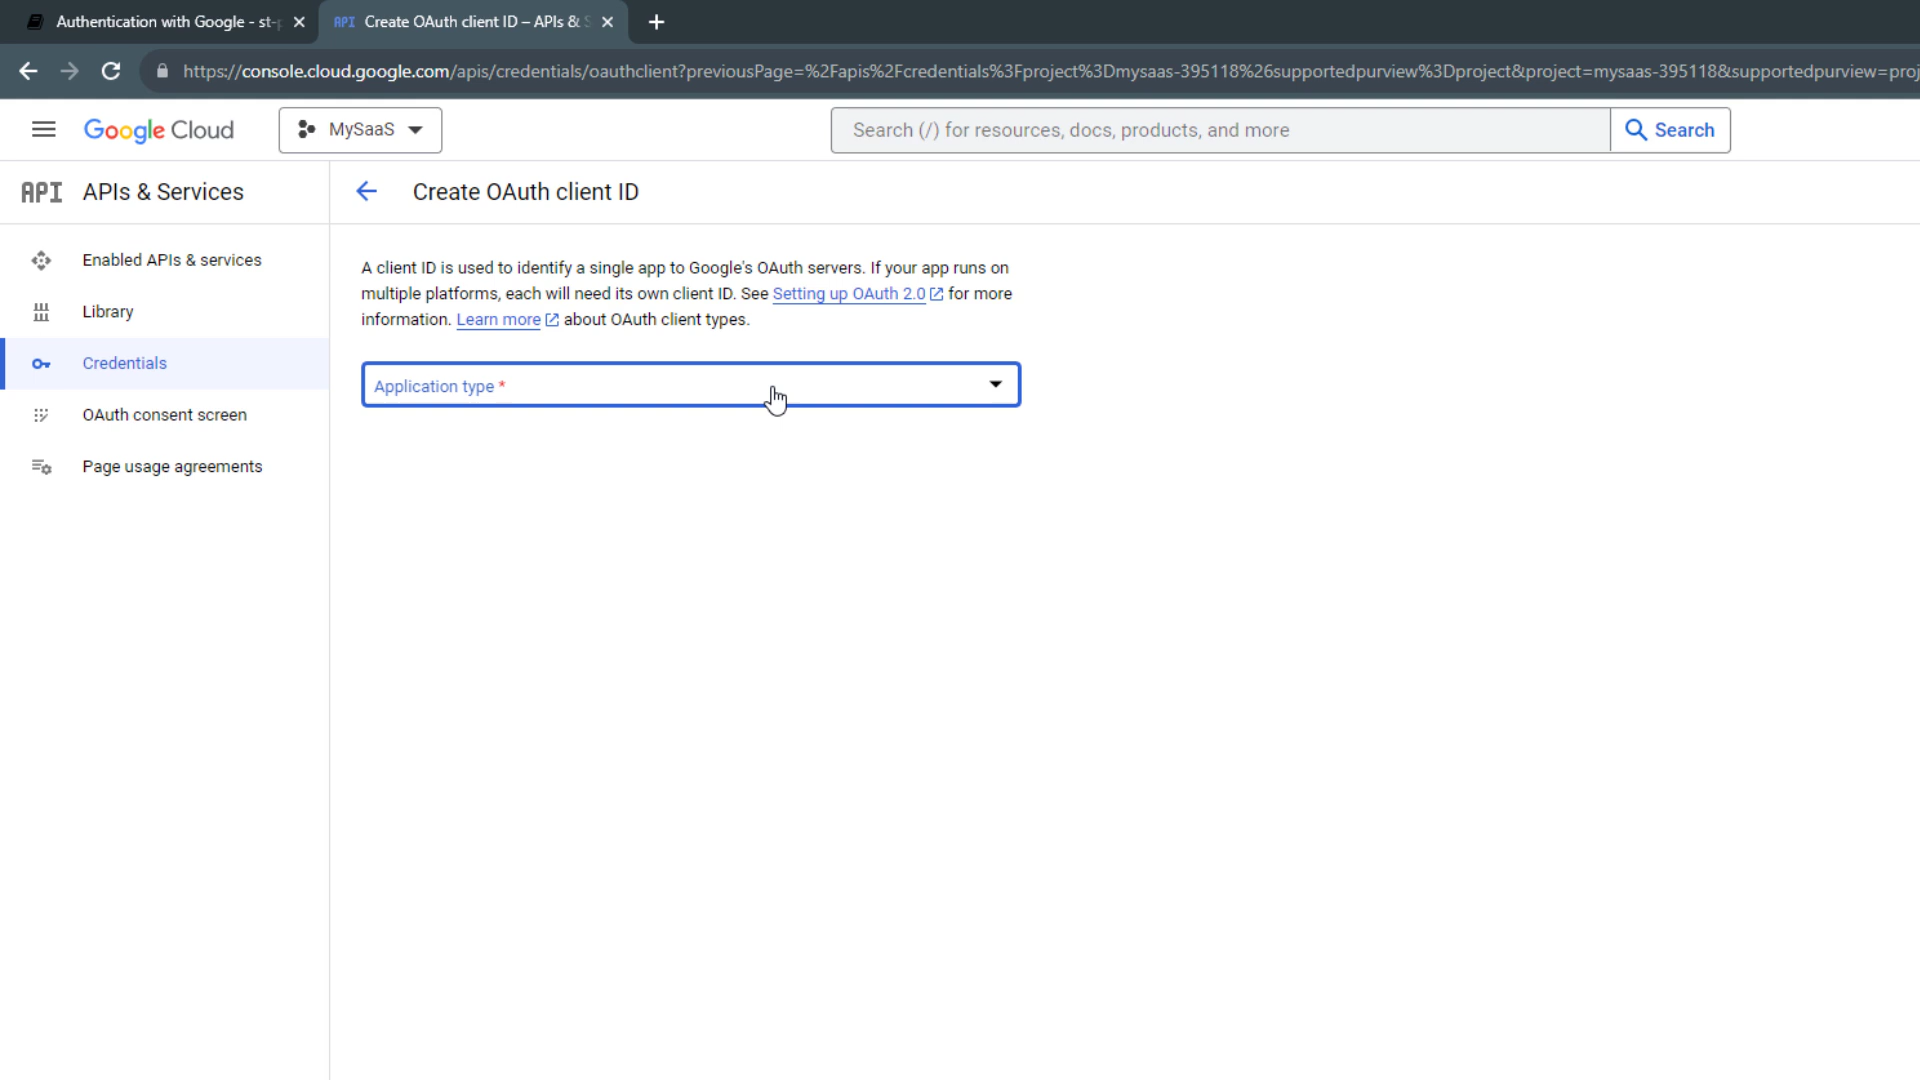 Authentication with Google - st-
API Create OAuth client ID – APIs & S
https://console.cloud.google.com/apis/credentials/oauthclient?previousPage=%2Fapis%2Fcredentials%3Fproject%3Dmysaas-395118%26supportedpurview%3Dproject&project=mysaas-395118&supportedpurview=proj
Google Cloud
MySaaS
Search (/) for resources, docs, products, and more
Search
API APIs & Services
Create OAuth client ID
Enabled APIs & services
Library
Credentials
OAuth consent screen
Page usage agreements
A client ID is used to identify a single app to Google's OAuth servers. If your app runs on
multiple platforms, each will need its own client ID. See Setting up OAuth 2.0 for more
information. Learn more about OAuth client types.
Application type *